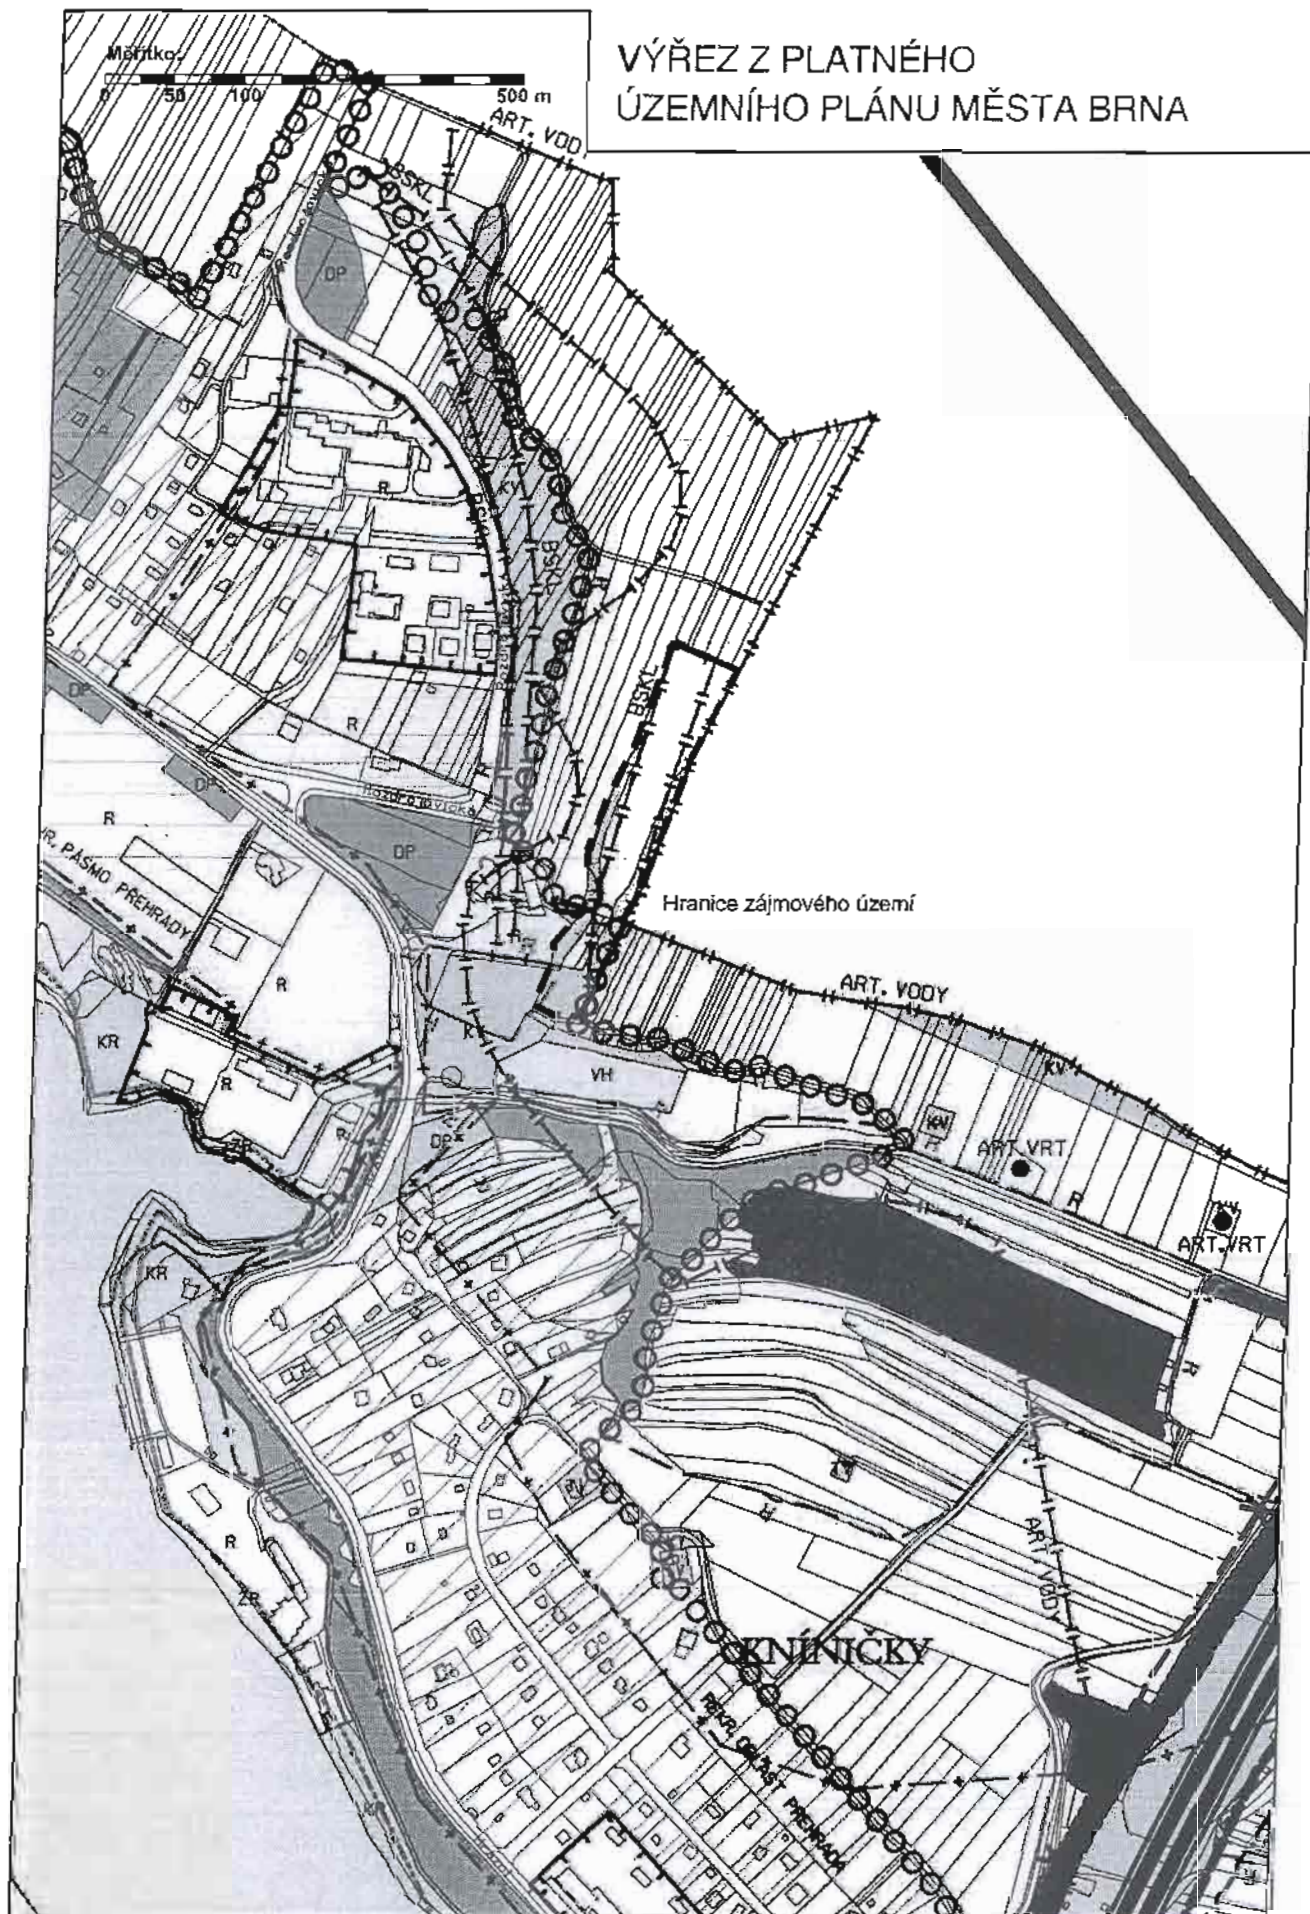 VÝŘEZ Z PLATNÉHO
ÚZEMNÍHO PLÁNU MĚSTA BRNA
Měřítko:
0 50 100 500 m
ART. VOD
BSKL
DP
R
KV
BSKL
BSKL
DP
R
DP
Rozdrojovická
DP
R
PÁSMO PŘEHRADY
R
Hranice zájmového území
ART. VODY
KV
KR
R
K
VH
R
ZR
DP
KV
ART.VRT
R
ART.VRT
KR
R
R
ZR
R
ART.VODY
KNÍNIČKY
OBLAST PŘEHRADA